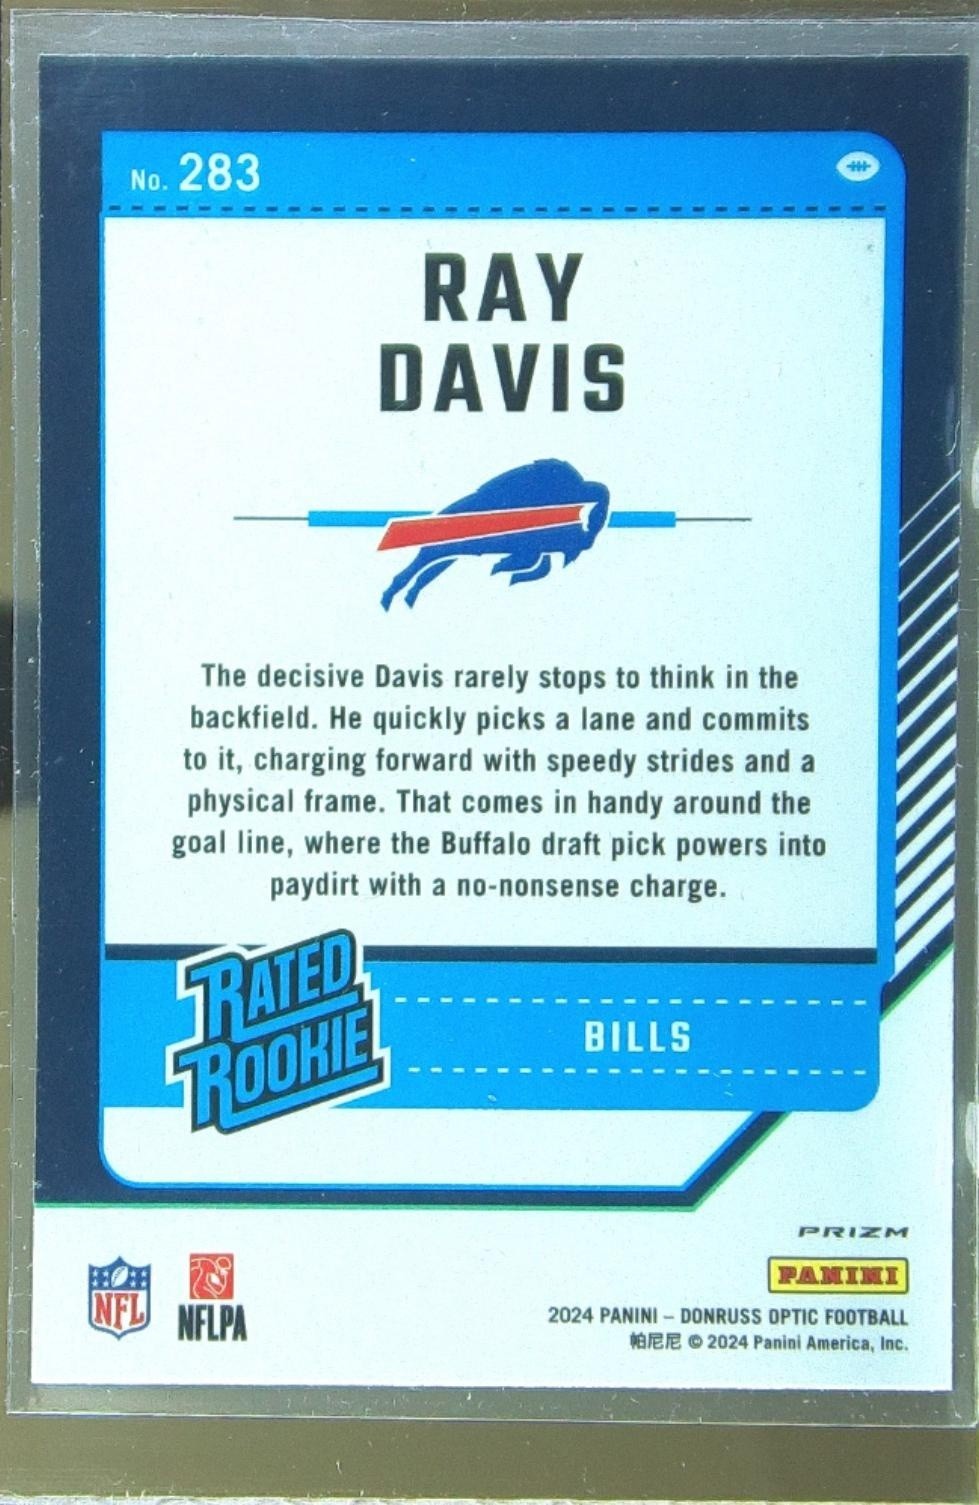 No. 283
RAY
DAVIS
The decisive Davis rarely stops to think in the
backfield. He quickly picks a lane and commits
to it, charging forward with speedy strides and a
physical frame. That comes in handy around the
goal line, where the Buffalo draft pick powers into
paydirt with a no-nonsense charge.
RATED
ROOKIE
BILLS
PRIZM
PANINI
NFL
NFLPA
2024 PANINI – DONRUSS OPTIC FOOTBALL
帕尼尼 © 2024 Panini America, Inc.